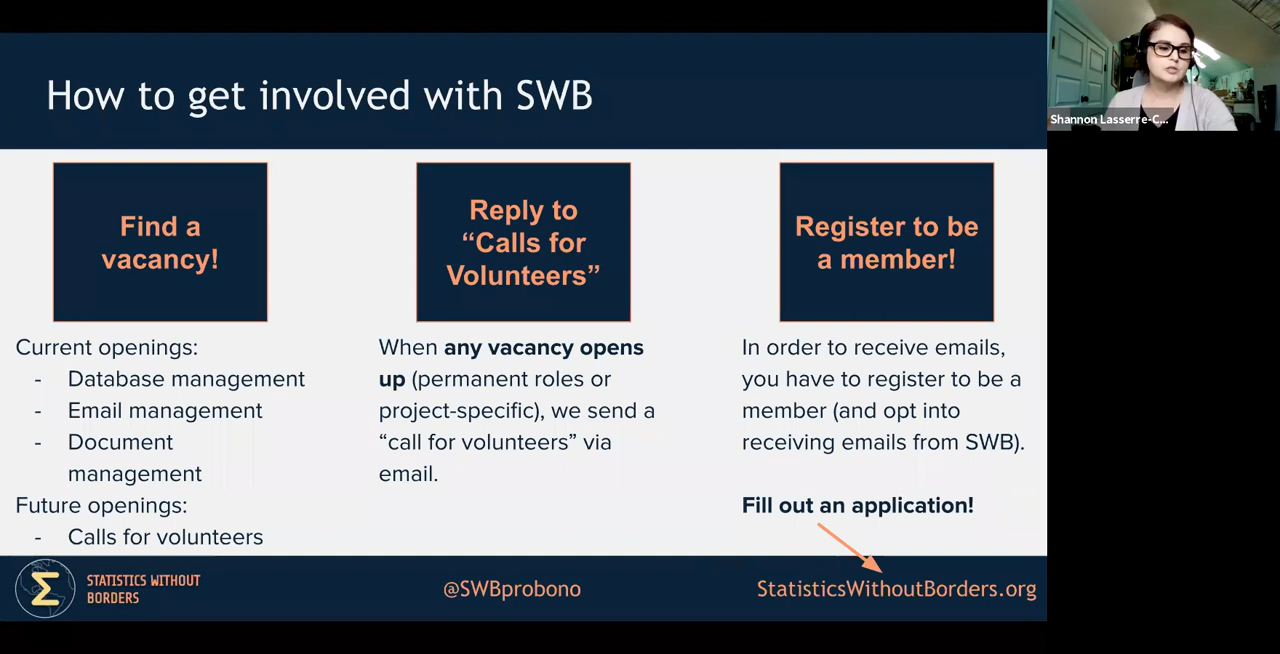 How to get involved with SWB
Shannon Lasserre-C...
Find a
vacancy!
Reply to
“Calls for
Volunteers”
Register to be
a member!
Current openings:
- Database management
- Email management
- Document
management
Future openings:
- Calls for volunteers
When any vacancy opens
up (permanent roles or
project-specific), we send a
“call for volunteers” via
email.
In order to receive emails,
you have to register to be a
member (and opt into
receiving emails from SWB).
Fill out an application!
Σ
STATISTICS WITHOUT
BORDERS
@SWBprobono
StatisticsWithoutBorders.org